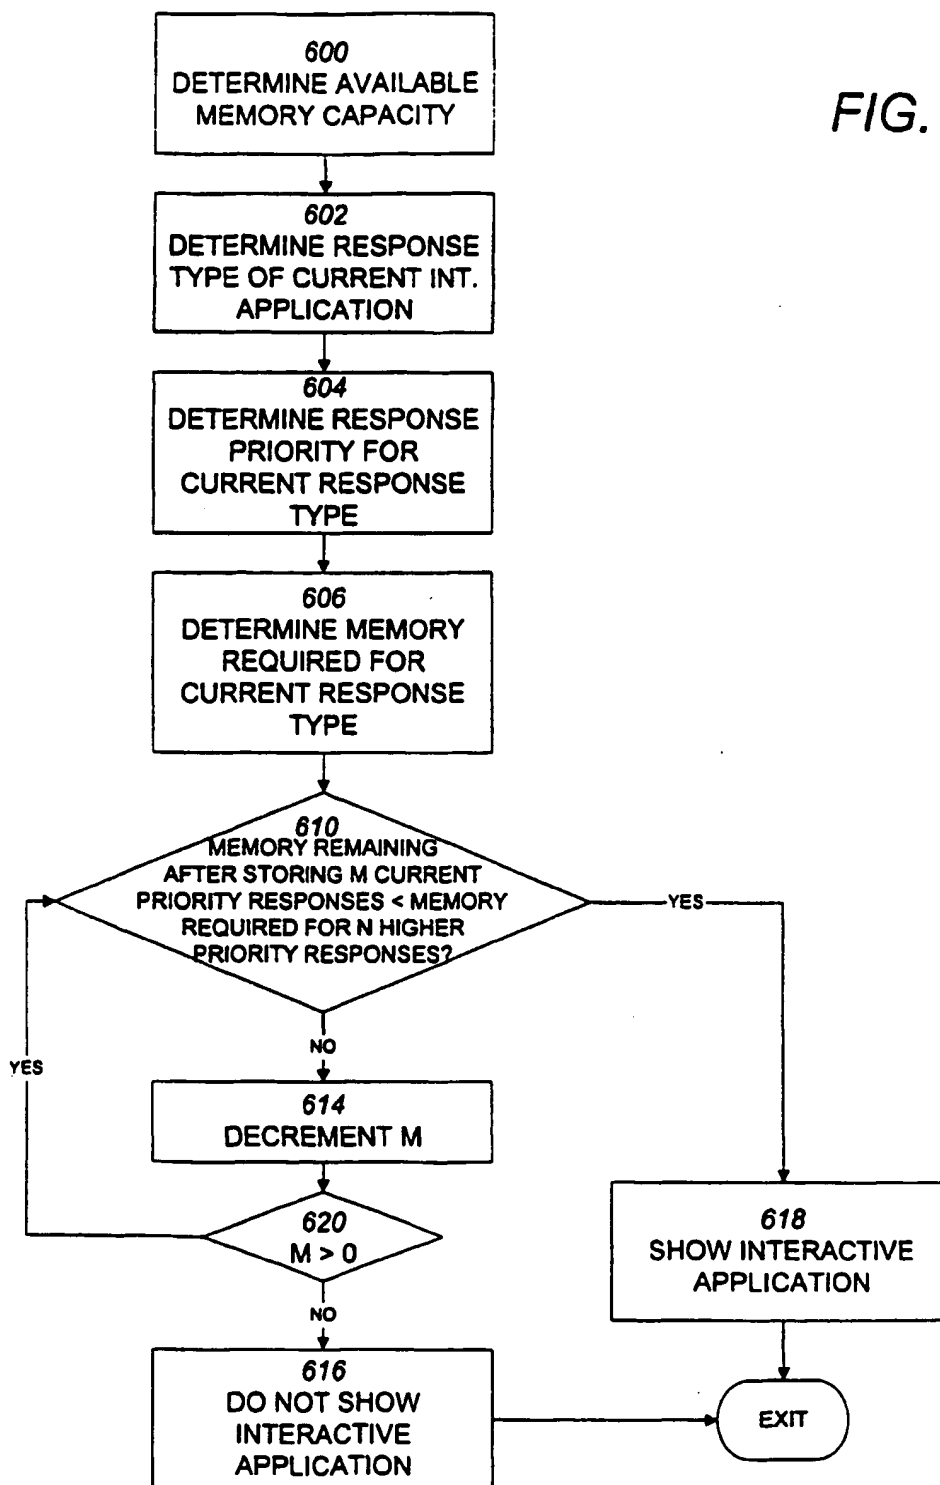 600
DETERMINE AVAILABLE
MEMORY CAPACITY
FIG.
602
DETERMINE RESPONSE
TYPE OF CURRENT INT.
APPLICATION
604
DETERMINE RESPONSE
PRIORITY FOR
CURRENT RESPONSE
TYPE
606
DETERMINE MEMORY
REQUIRED FOR
CURRENT RESPONSE
TYPE
610
MEMORY REMAINING
AFTER STORING M CURRENT
PRIORITY RESPONSES < MEMORY
REQUIRED FOR N HIGHER
PRIORITY RESPONSES?
YES
NO
YES
614
DECREMENT M
620
M > 0
618
SHOW INTERACTIVE
APPLICATION
NO
616
DO NOT SHOW
INTERACTIVE
APPLICATION
EXIT